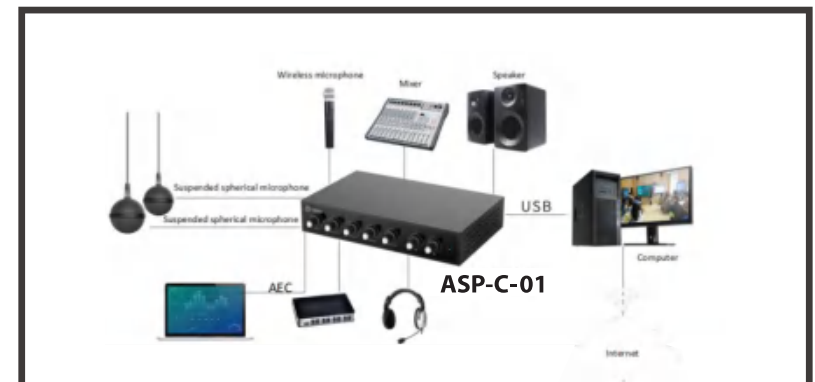 Wireless microphone
Mixer
Speaker
Suspended spherical microphone
Suspended spherical microphone
USB
Computer
ASP-C-01
AEC
Internet